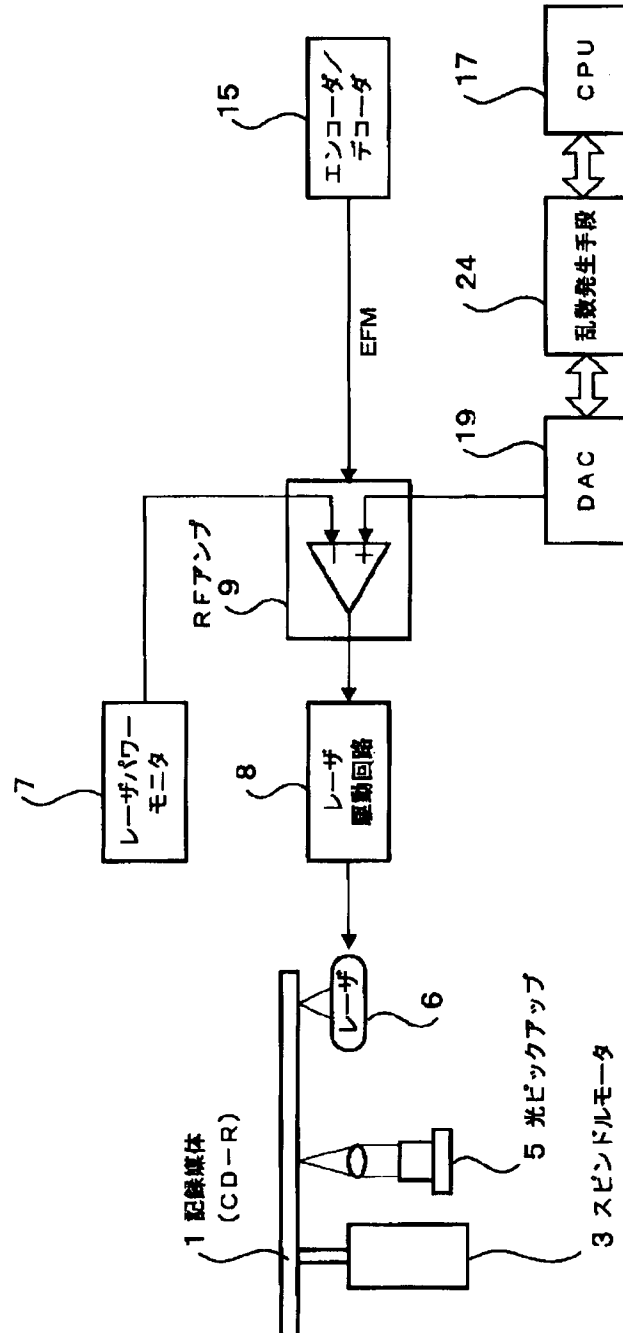 1 記録媒体
(CD-R)
3 スピンドルモータ
5 光ピックアップ
レーザ
6
7
レーザパワー
モニタ
8
レーザ
駆動回路
RFアンプ
9
−
+
EFM
15
エンコーダ/
デコーダ
19
DAC
24
乱数発生手段
17
CPU